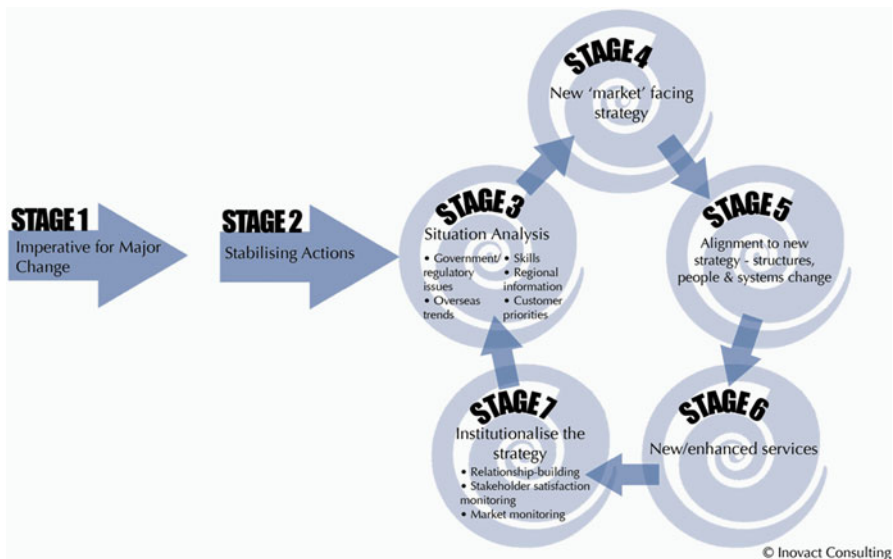 STAGE 1
Imperative for Major
Change
STAGE 2
Stabilising Actions
STAGE 3
Situation Analysis
• Government/
regulatory
issues
• Overseas
trends
• Skills
• Regional
information
• Customer
priorities
STAGE 4
New 'market' facing
strategy
STAGE 5
Alignment to new
strategy - structures,
people & systems change
STAGE 6
New/enhanced services
STAGE 7
Institutionalise the
strategy
• Relationship-building
• Stakeholder satisfaction
monitoring
• Market monitoring
© Inovact Consulting